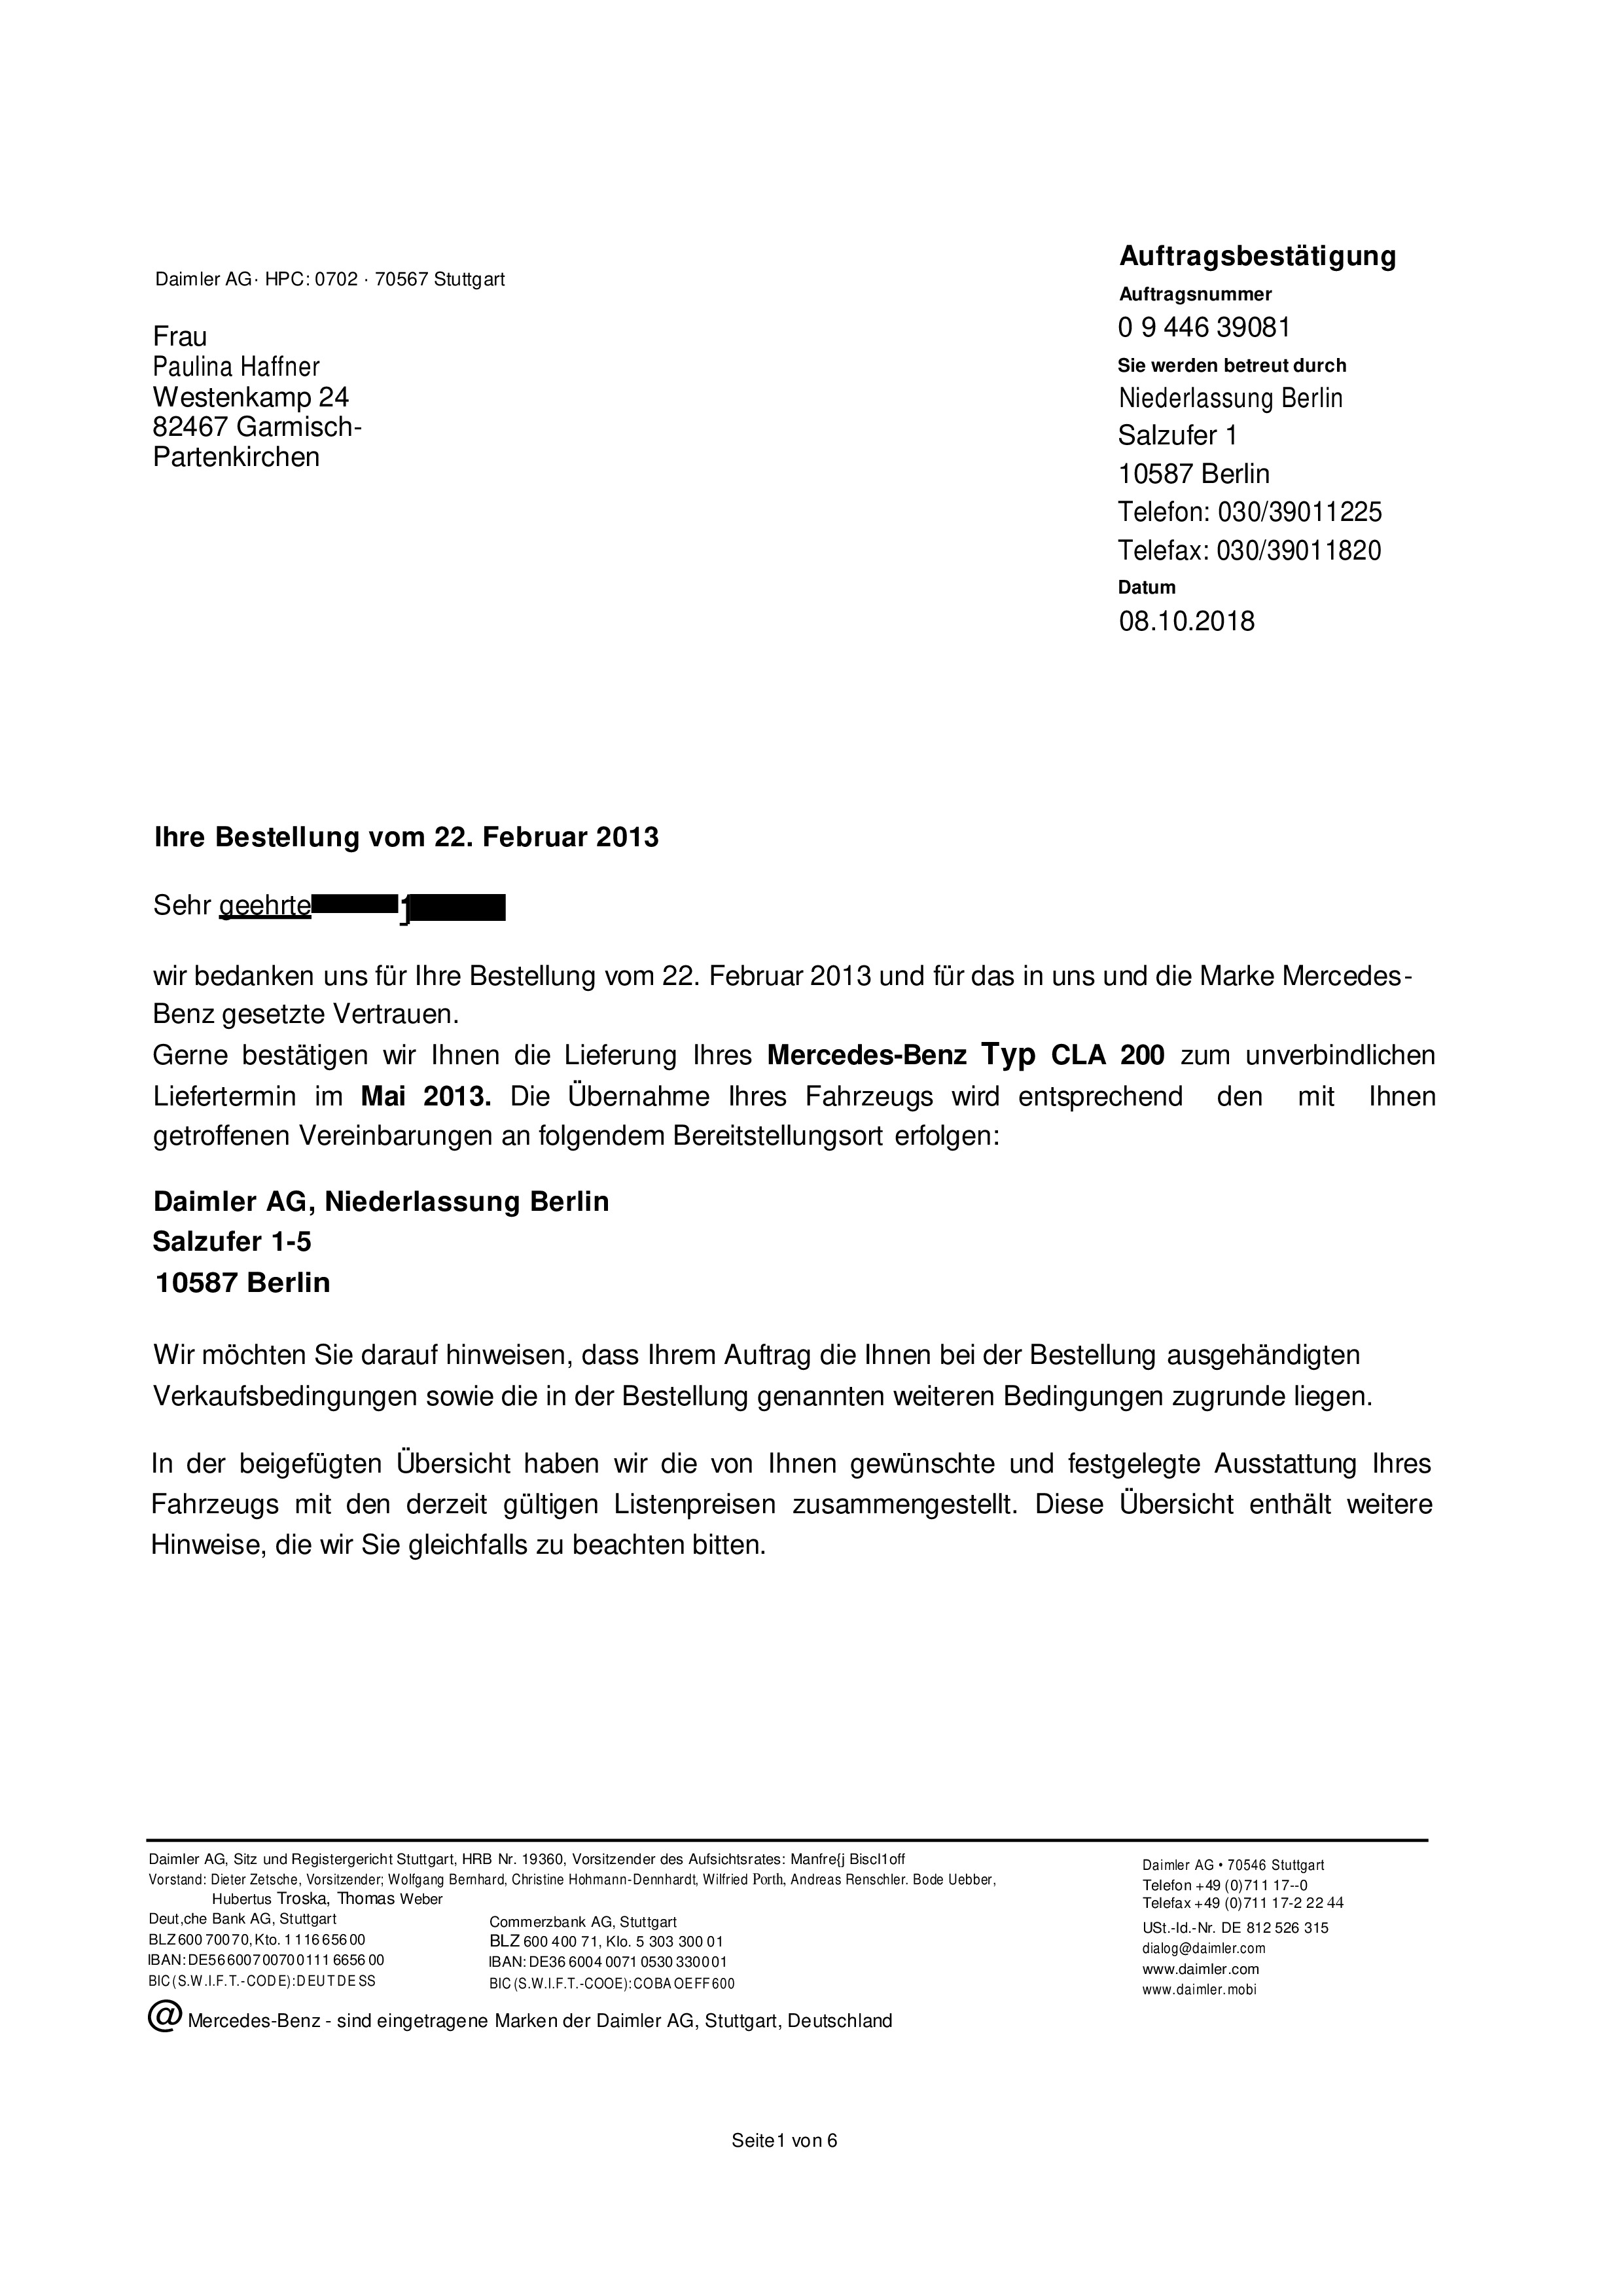 Daimler AG· HPC: 0702 · 70567 Stuttgart
Frau
Paulina Haffner
Westenkamp 24
82467 Garmisch-
Partenkirchen
Auftragsbestätigung
Auftragsnummer
0 9 446 39081
Sie werden betreut durch
Niederlassung Berlin
Salzufer 1
10587 Berlin
Telefon: 030/39011225
Telefax: 030/39011820
Datum
08.10.2018
Ihre Bestellung vom 22. Februar 2013
Sehr geehrte
wir bedanken uns für Ihre Bestellung vom 22. Februar 2013 und für das in uns und die Marke Mercedes-
Benz gesetzte Vertrauen.
Gerne bestätigen wir Ihnen die Lieferung Ihres Mercedes-Benz Typ CLA 200 zum unverbindlichen
Liefertermin im Mai 2013. Die Übernahme Ihres Fahrzeugs wird entsprechend den mit Ihnen
getroffenen Vereinbarungen an folgendem Bereitstellungsort erfolgen:
Daimler AG, Niederlassung Berlin
Salzufer 1-5
10587 Berlin
Wir möchten Sie darauf hinweisen, dass Ihrem Auftrag die Ihnen bei der Bestellung ausgehändigten
Verkaufsbedingungen sowie die in der Bestellung genannten weiteren Bedingungen zugrunde liegen.
In der beigefügten Übersicht haben wir die von Ihnen gewünschte und festgelegte Ausstattung Ihres
Fahrzeugs mit den derzeit gültigen Listenpreisen zusammengestellt. Diese Übersicht enthält weitere
Hinweise, die wir Sie gleichfalls zu beachten bitten.
Daimler AG, Sitz und Registergericht Stuttgart, HRB Nr. 19360, Vorsitzender des Aufsichtsrates: Manfre{j Biscl1off
Vorstand: Dieter Zetsche, Vorsitzender; Wolfgang Bernhard, Christine Hohmann-Dennhardt, Wilfried Porth, Andreas Renschler. Bode Uebber,
Hubertus Troska, Thomas Weber
Deut,che Bank AG, Stuttgart
BLZ 600 700 70, Kto. 1 1 16 656 00
IBAN: DE56 6007 0070 0111 6656 00
BIC (S.W.I.F.T.-CODE): DEUTDESS
Commerzbank AG, Stuttgart
BLZ 600 400 71, Klo. 5 303 300 01
IBAN: DE36 6004 0071 0530 3300 01
BIC (S.W.I.F.T.-COOE): COBA OE FF 600
Daimler AG • 70546 Stuttgart
Telefon +49 (0)711 17--0
Telefax +49 (0)711 17-2 22 44
USt.-Id.-Nr. DE 812 526 315
dialog@daimler.com
www.daimler.com
www.daimler.mobi
@ Mercedes-Benz - sind eingetragene Marken der Daimler AG, Stuttgart, Deutschland
Seite1 von 6